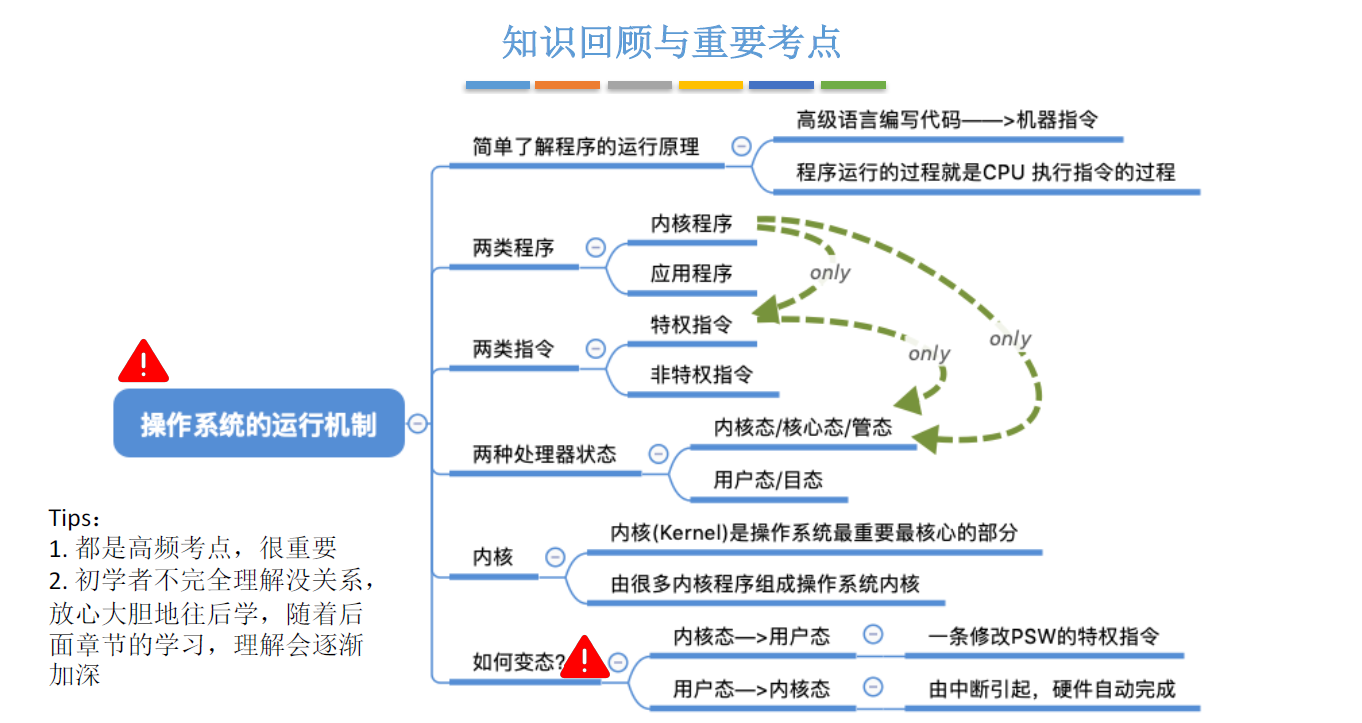 知识回顾与重要考点
简单了解程序的运行原理
高级语言编写代码——>机器指令
程序运行的过程就是CPU 执行指令的过程
两类程序
内核程序
应用程序
only
两类指令
特权指令
非特权指令
only
only
操作系统的运行机制
两种处理器状态
内核态/核心态/管态
用户态/目态
内核
内核(Kernel)是操作系统最重要最核心的部分
由很多内核程序组成操作系统内核
如何变态?
内核态—>用户态
一条修改PSW的特权指令
用户态—>内核态
由中断引起，硬件自动完成
Tips：
1. 都是高频考点，很重要
2. 初学者不完全理解没关系，
放心大胆地往后学，随着后
面章节的学习，理解会逐渐
加深